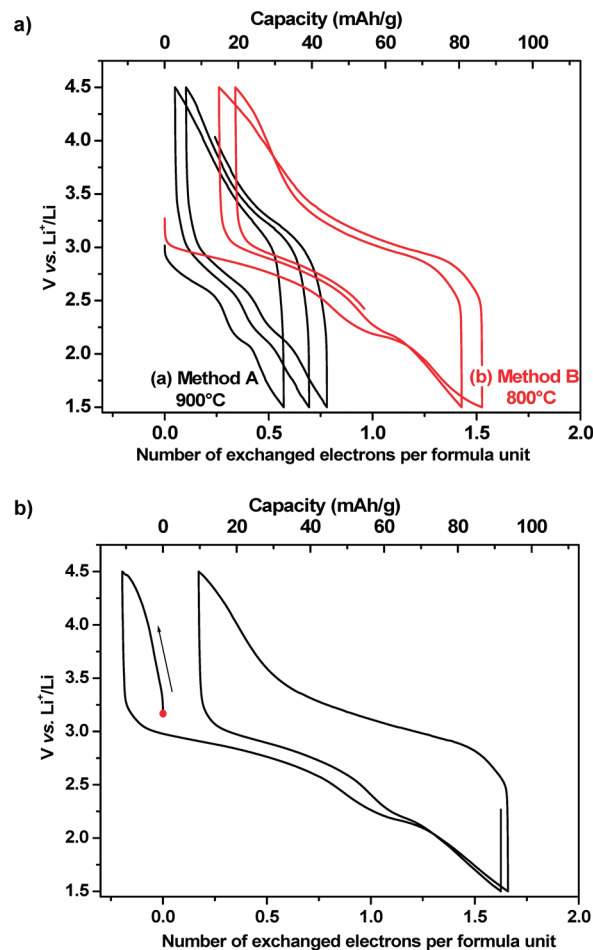 a)
Capacity (mAh/g)
0 20 40 60 80 100
4.5
4.0
3.5
3.0
2.5
2.0
1.5
V vs. Li⁺/Li
(a) Method A
900°C
(b) Method B
800°C
0.0 0.5 1.0 1.5 2.0
Number of exchanged electrons per formula unit
b)
Capacity (mAh/g)
0 20 40 60 80 100
4.5
4.0
3.5
3.0
2.5
2.0
1.5
V vs. Li⁺/Li
0.0 0.5 1.0 1.5 2.0
Number of exchanged electrons per formula unit